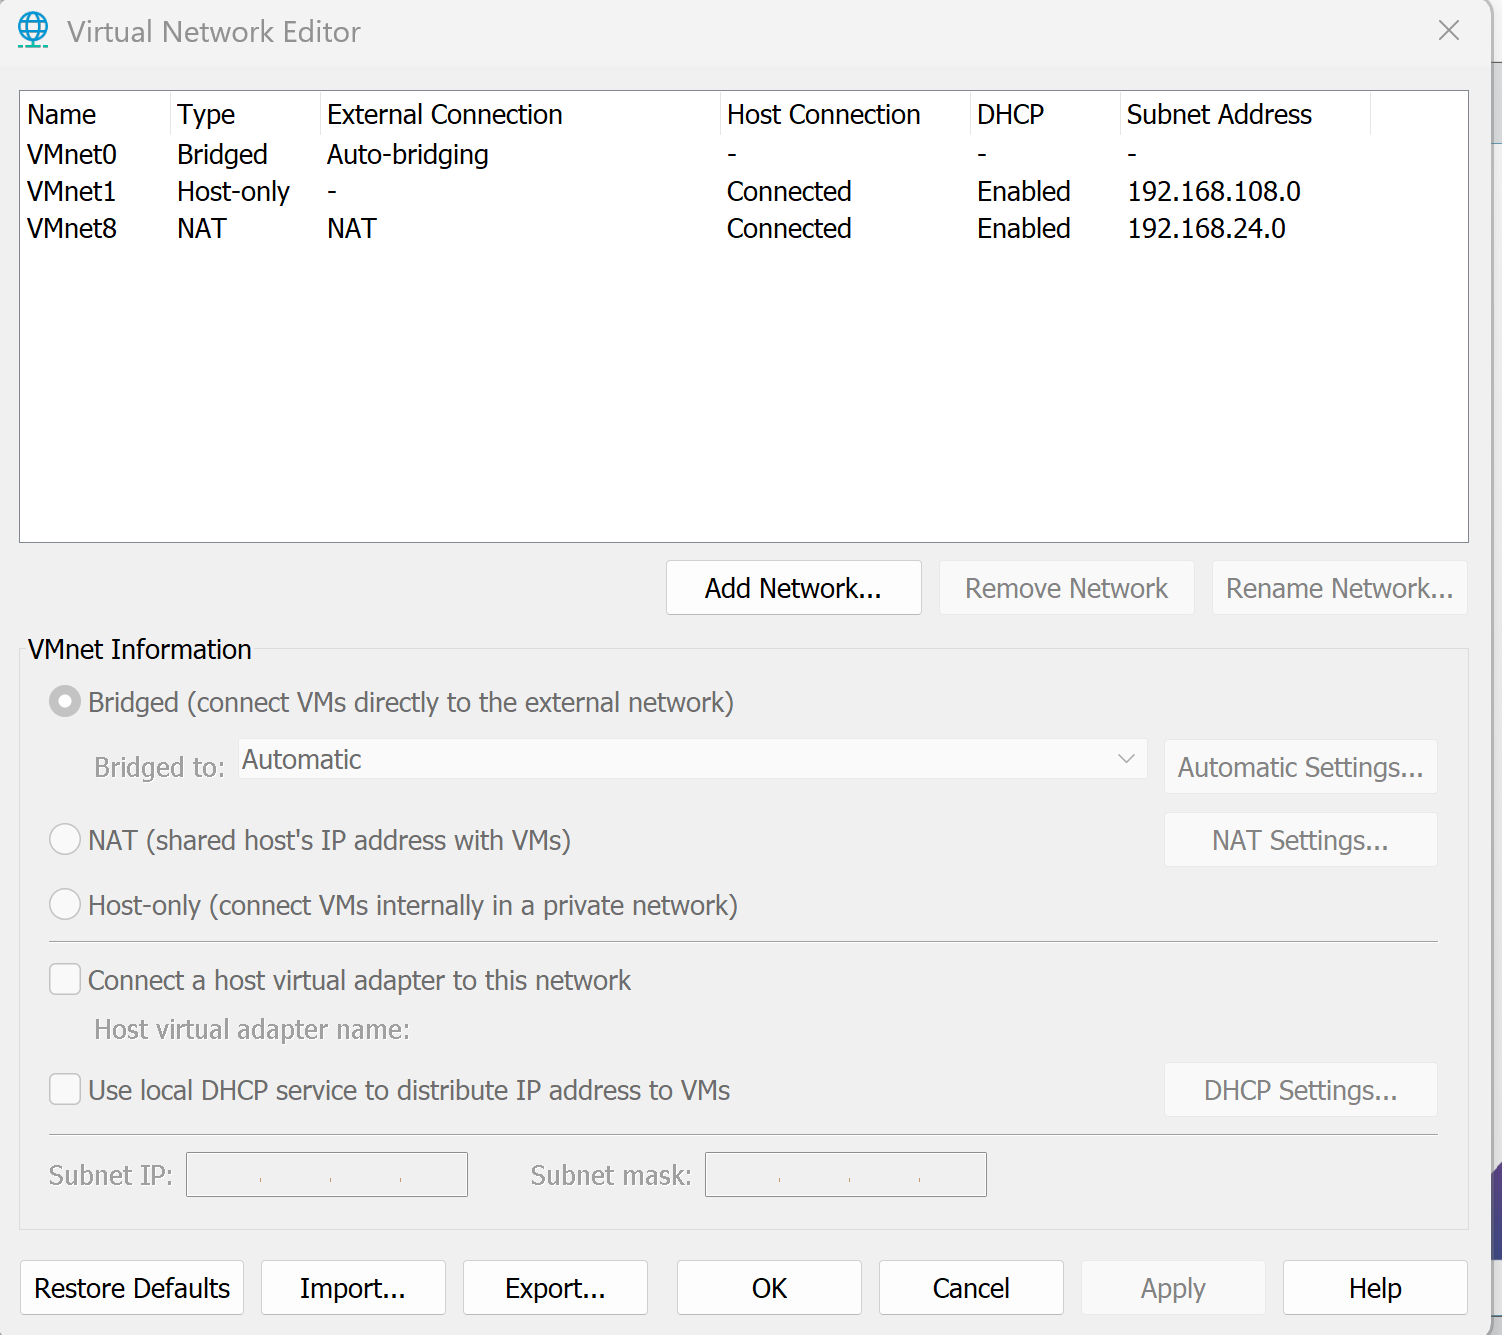 Virtual Network Editor
Name Type External Connection Host Connection DHCP Subnet Address
VMnet0 Bridged Auto-bridging - - -
VMnet1 Host-only - Connected Enabled 192.168.108.0
VMnet8 NAT NAT Connected Enabled 192.168.24.0
Add Network... Remove Network Rename Network...
VMnet Information
Bridged (connect VMs directly to the external network)
Bridged to: Automatic Automatic Settings...
NAT (shared host's IP address with VMs) NAT Settings...
Host-only (connect VMs internally in a private network)
Connect a host virtual adapter to this network
Host virtual adapter name:
Use local DHCP service to distribute IP address to VMs DHCP Settings...
Subnet IP: . . . Subnet mask: . . .
Restore Defaults Import... Export... OK Cancel Apply Help